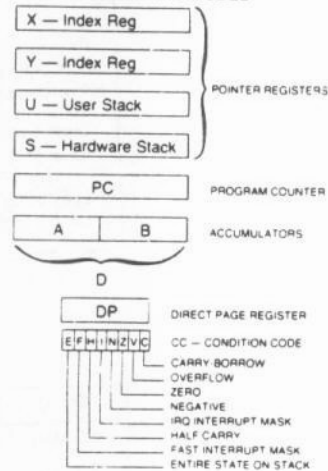 X — Index Reg
Y — Index Reg
U — User Stack
S — Hardware Stack
POINTER REGISTERS
PC
PROGRAM COUNTER
A B
ACCUMULATORS
D
DP
DIRECT PAGE REGISTER
E F H I N Z V C
CC — CONDITION CODE
CARRY-BORROW
OVERFLOW
ZERO
NEGATIVE
IRQ INTERRUPT MASK
HALF CARRY
FAST INTERRUPT MASK
ENTIRE STATE ON STACK